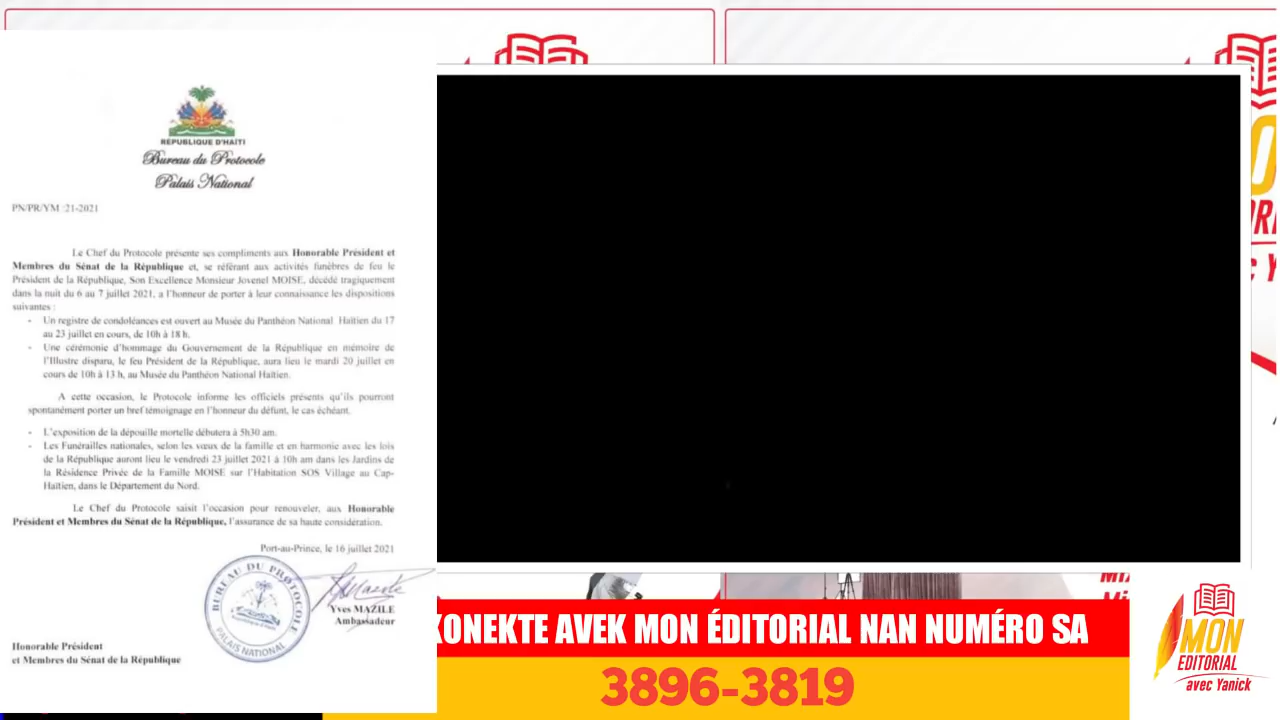 RÉPUBLIQUE D'HAITI
Bureau du Protocole
Palais National
PN/PR/YM :21-2021
Le Chef du Protocole présente ses compliments aux Honorable Président et
Membres du Sénat de la République et, se référant aux activités funèbres de feu le
Président de la République, Son Excellence Monsieur Jovenel MOISE, décédé tragiquement
dans la nuit du 6 au 7 juillet 2021, a l'honneur de porter à leur connaissance les dispositions
suivantes :
- Un registre de condoléances est ouvert au Musée du Panthéon National Haïtien du 17
au 23 juillet en cours, de 10h à 18 h.
- Une cérémonie d'hommage du Gouvernement de la République en mémoire de
l'Illustre disparu, le feu Président de la République, aura lieu le mardi 20 juillet en
cours de 10h à 13 h, au Musée du Panthéon National Haïtien.
A cette occasion, le Protocole informe les officiels présents qu'ils pourront
spontanément porter un bref témoignage en l'honneur du défunt, le cas échéant.
- L'exposition de la dépouille mortelle débutera à 5h30 am.
- Les Funérailles nationales, selon les vœux de la famille et en harmonie avec les lois
de la République auront lieu le vendredi 23 juillet 2021 à 10h am dans les Jardins de
la Résidence Privée de la Famille MOISE sur l'Habitation SOS Village au Cap-
Haïtien, dans le Département du Nord.
Le Chef du Protocole saisit l'occasion pour renouveler, aux Honorable
Président et Membres du Sénat de la République, l'assurance de sa haute considération.
Port-au-Prince, le 16 juillet 2021
BUREAU DU PROTOCOLE
PALAIS NATIONAL
Yves MAZILE
Ambassadeur
Honorable Président
et Membres du Sénat de la République
KONEKTE AVEK MON ÉDITORIAL NAN NUMÉRO SA
3896-3819
MON
EDITORIAL
avec Yanick